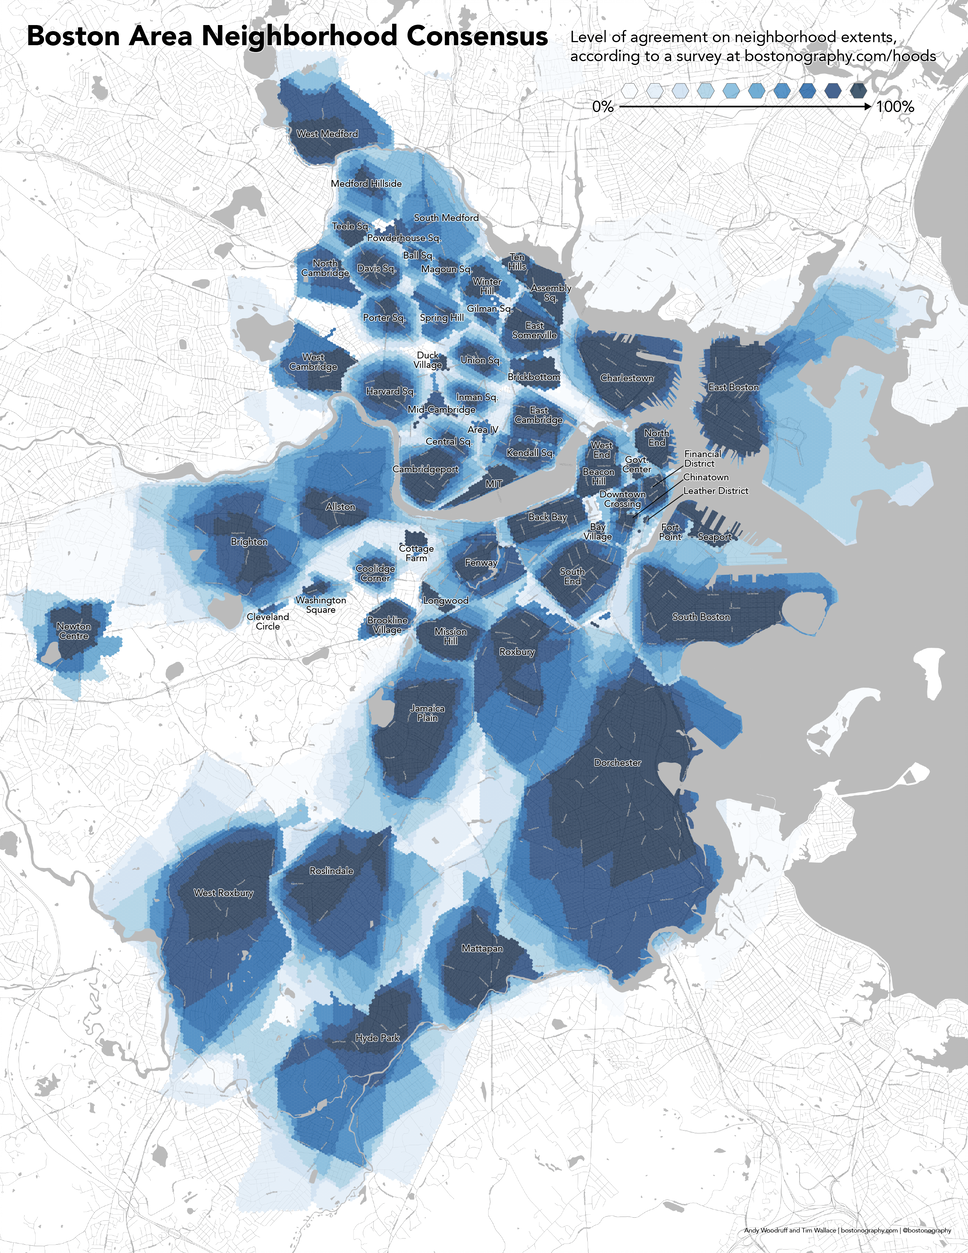 Boston Area Neighborhood Consensus
Level of agreement on neighborhood extents,
according to a survey at bostonography.com/hoods
0%
100%
West Medford
Medford Hillside
South Medford
Teele Sq.
Powderhouse Sq.
Ball Sq.
Ten
Hills
North
Cambridge
Davis Sq.
Magoun Sq.
Winter
Hill
Assembly
Sq.
Gilman Sq.
Porter Sq.
Spring Hill
East
Somerville
West
Cambridge
Duck
Village
Union Sq.
Brickbottom
Charlestown
East Boston
Harvard Sq.
Inman Sq.
Mid-Cambridge
East
Cambridge
Area IV
Central Sq.
Kendall Sq.
West
End
North
End
Cambridgeport
MIT
Govt
Center
Financial
District
Beacon
Hill
Chinatown
Downtown
Crossing
Leather District
Allston
Back Bay
Bay
Village
Fort
Point
Seaport
Brighton
Cottage
Farm
Fenway
Coolidge
Corner
South
End
Washington
Square
Longwood
Cleveland
Circle
Brookline
Village
South Boston
Newton
Centre
Mission
Hill
Roxbury
Jamaica
Plain
Dorchester
Roslindale
West Roxbury
Mattapan
Hyde Park
Andy Woodruff and Tim Wallace | bostonography.com | @bostonography